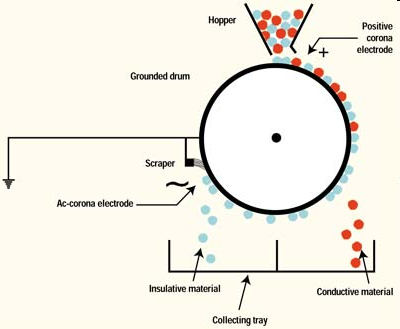 Hopper
Positive
corona
electrode
+
Grounded drum
Scraper
~
Ac-corona electrode
Insulative material
Conductive material
Collecting tray